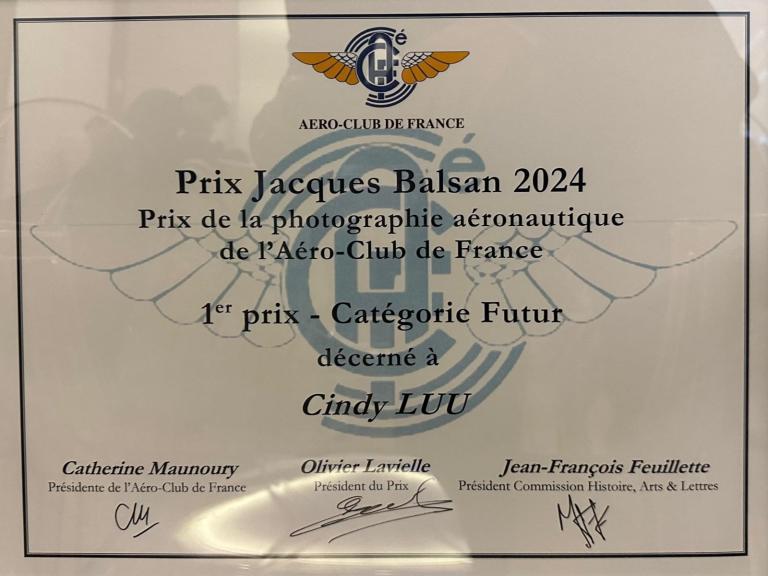 AERO-CLUB DE FRANCE
Prix Jacques Balsan 2024
Prix de la photographie aéronautique
de l'Aéro-Club de France
1er prix - Catégorie Futur
décerné à
Cindy LUU
Catherine Maunoury
Présidente de l'Aéro-Club de France
Olivier Lavielle
Président du Prix
Jean-François Feuillette
Président Commission Histoire, Arts & Lettres